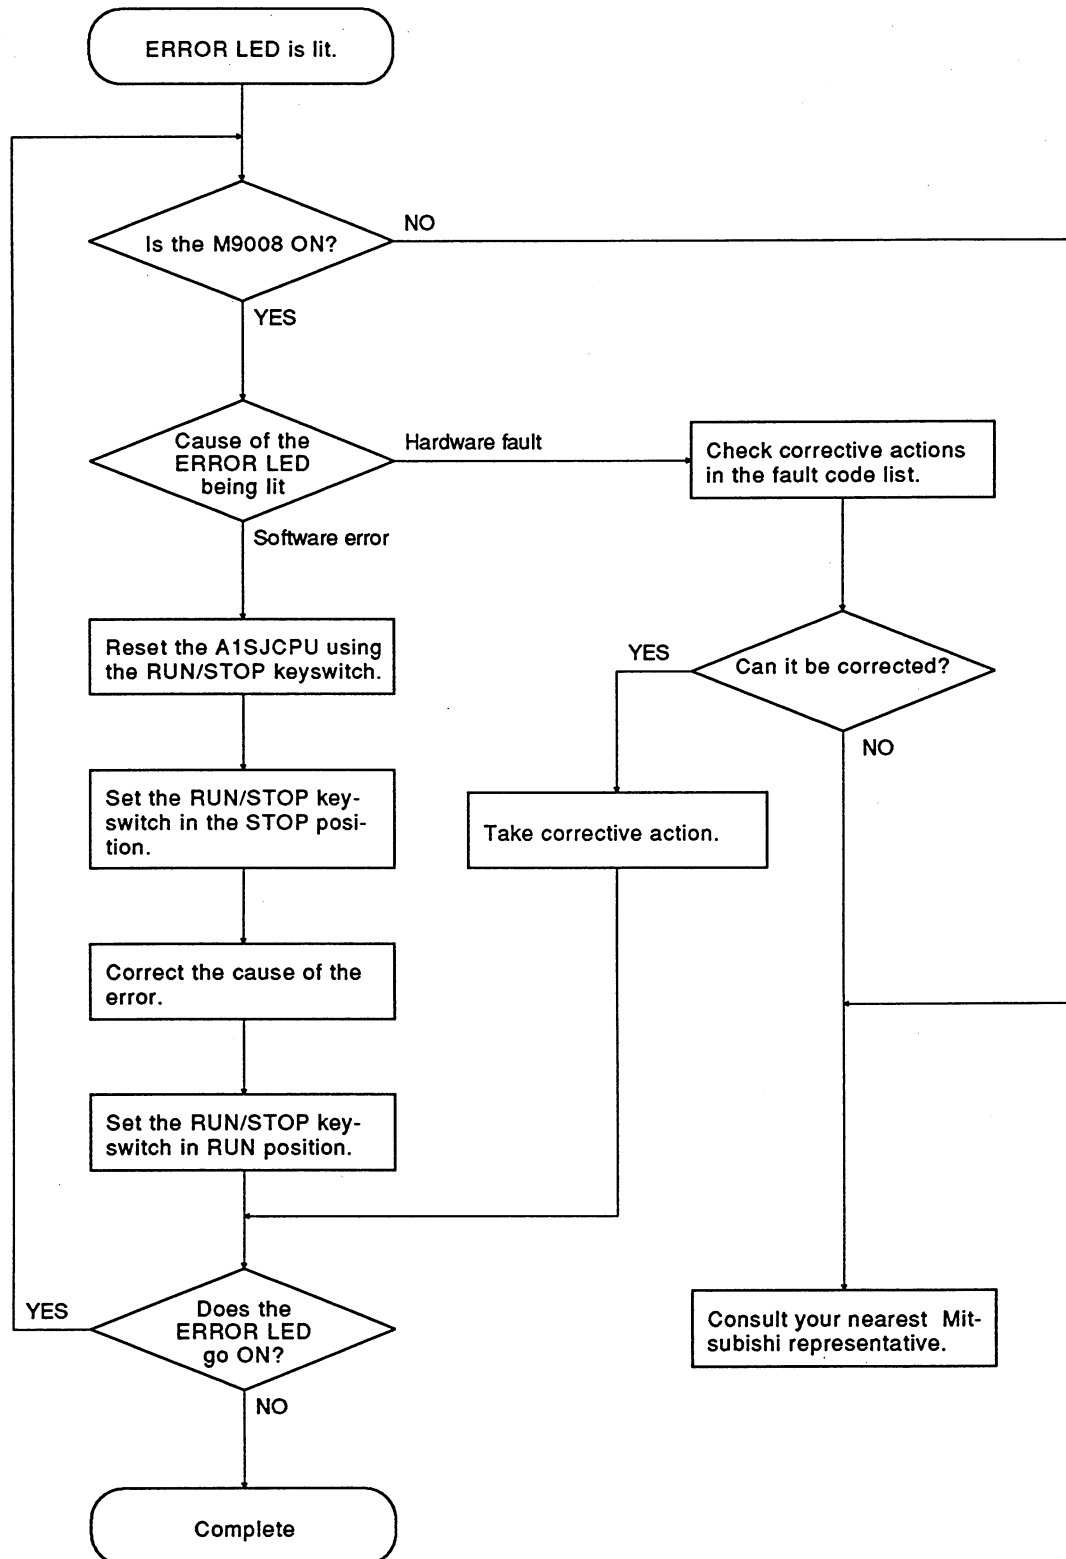 ERROR LED is lit.
Is the M9008 ON?
NO
YES
Cause of the
ERROR LED
being lit
Hardware fault
Software error
Check corrective actions
in the fault code list.
Reset the A1SJCPU using
the RUN/STOP keyswitch.
YES
Can it be corrected?
NO
Set the RUN/STOP key-
switch in the STOP posi-
tion.
Take corrective action.
Correct the cause of the
error.
Set the RUN/STOP key-
switch in RUN position.
YES
Does the
ERROR LED
go ON?
NO
Consult your nearest Mit-
subishi representative.
Complete